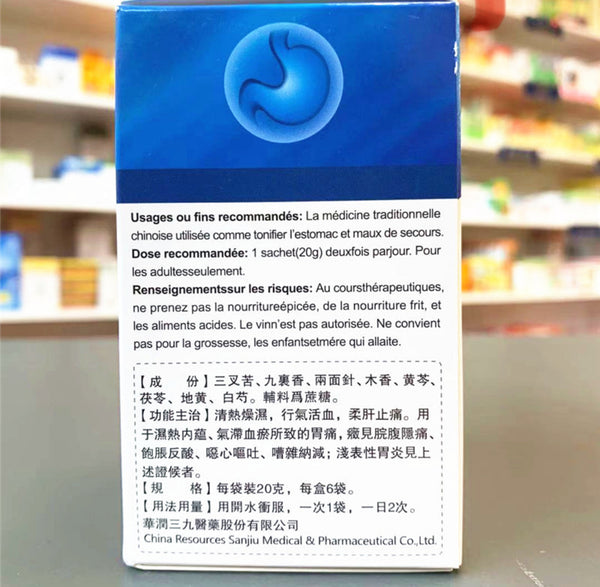 Usages ou fins recommandés: La médicine traditionnelle
chinoise utilisée comme tonifier l'estomac et maux de secours.
Dose recommandée: 1 sachet(20g) deuxfois parjour. Pour
les adultesseulement.
Renseignementssur les risques: Au coursthérapeutiques,
ne prenez pas la nourritureépicée, de la nourriture frit, et
les aliments acides. Le vinn'est pas autorisée. Ne convient
pas pour la grossesse, les enfantsetmére qui allaite.
【成 份】三叉苦、九裏香、兩面針、木香、黄芩、
茯苓、地黄、白芍。輔料爲蔗糖。
【功能主治】清熱燥濕，行氣活血，柔肝止痛。用
于濕熱内蕴、氣滯血瘀所致的胃痛，癥見脘腹隱痛、
飽脹反酸、噁心嘔吐、嘈雜納減；淺表性胃炎見上
述證候者。
【規 格】每袋裝20克，每盒6袋。
【用法用量】用開水衝服，一次1袋，一日2次。
華潤三九醫藥股份有限公司
China Resources Sanjiu Medical & Pharmaceutical Co.,Ltd.